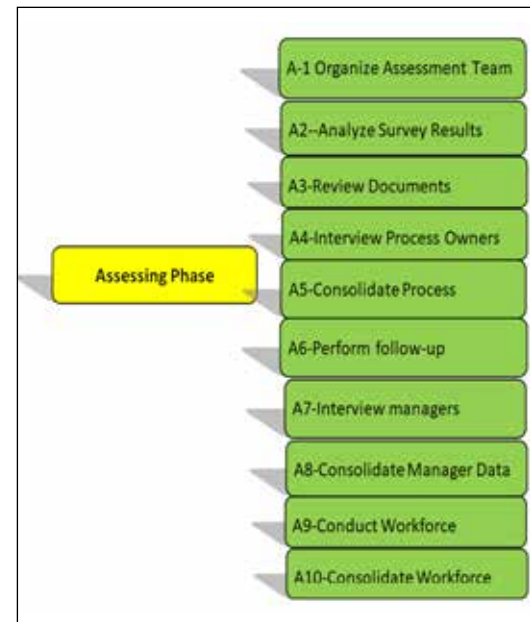 A-1 Organize Assessment Team
A2--Analyze Survey Results
A3-Review Documents
A4-Interview Process Owners
Assessing Phase
A5-Consolidate Process
A6-Perform follow-up
A7-Interview managers
A8-Consolidate Manager Data
A9-Conduct Workforce
A10-Consolidate Workforce